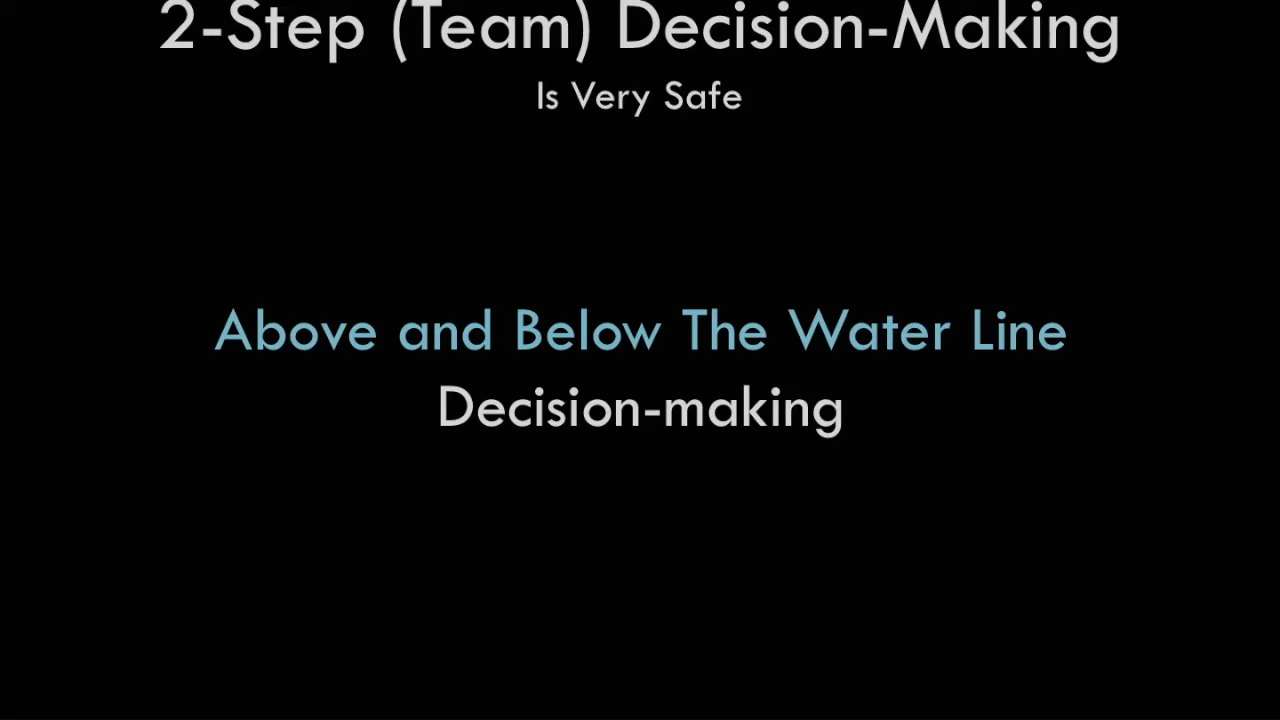 2-Step (Team) Decision-Making
Is Very Safe
Above and Below The Water Line
Decision-making